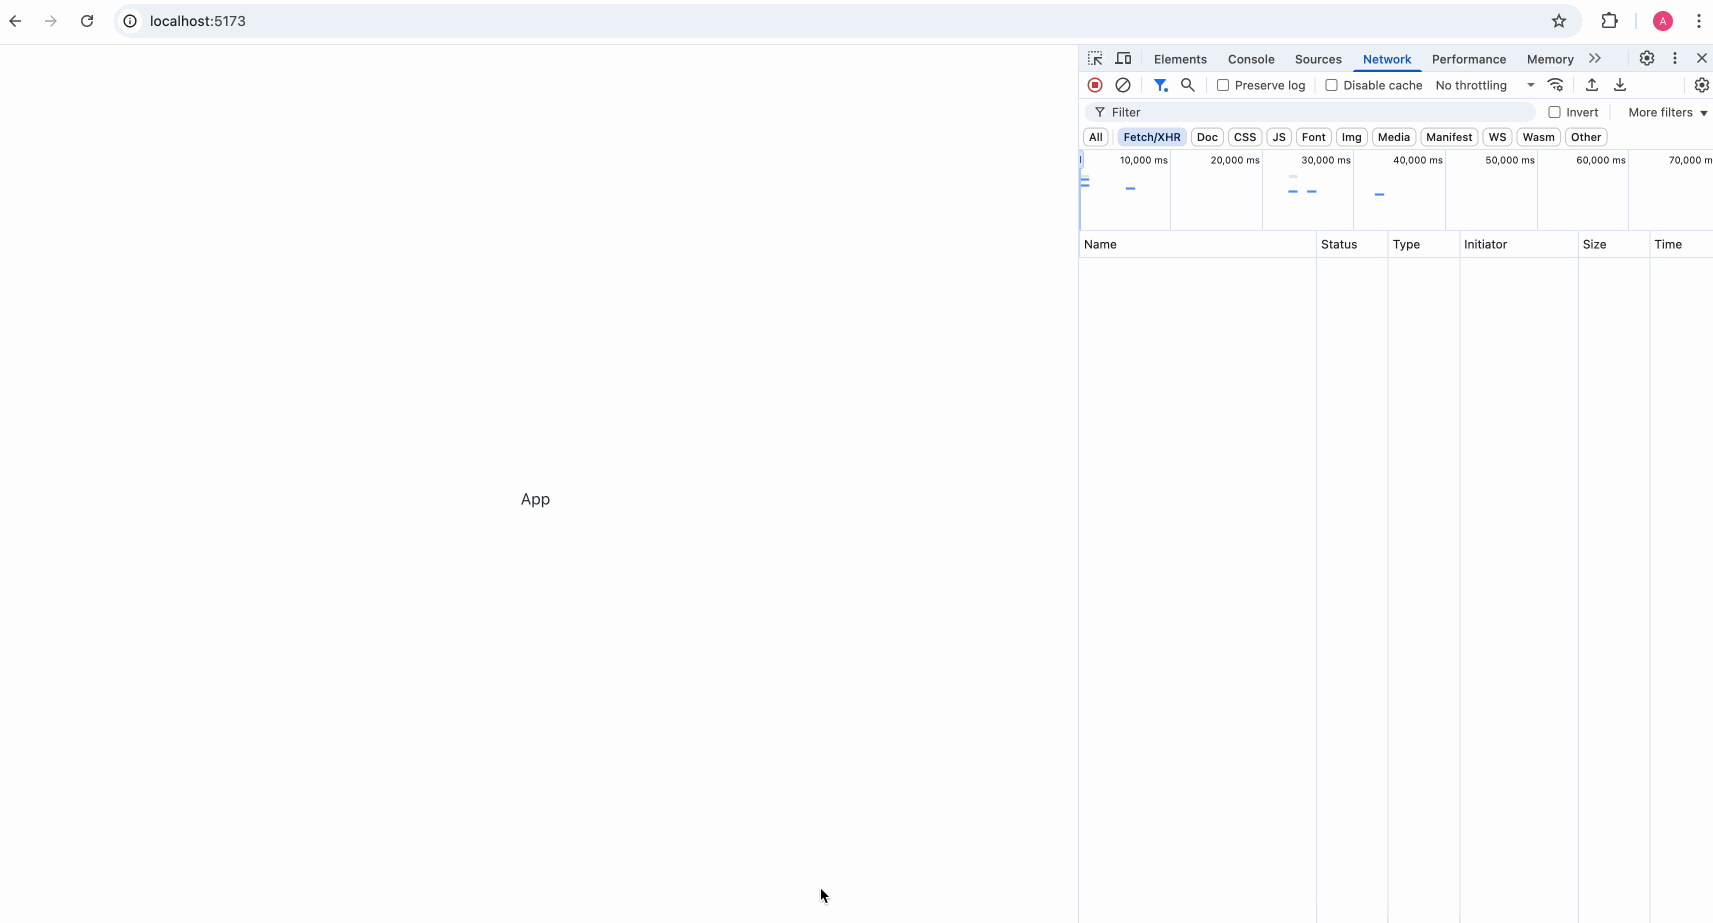 localhost:5173
A
Elements Console Sources Network Performance Memory
Preserve log Disable cache No throttling
Filter Invert More filters
All Fetch/XHR Doc CSS JS Font Img Media Manifest WS Wasm Other
10,000 ms 20,000 ms 30,000 ms 40,000 ms 50,000 ms 60,000 ms 70,000 m
Name Status Type Initiator Size Time
App